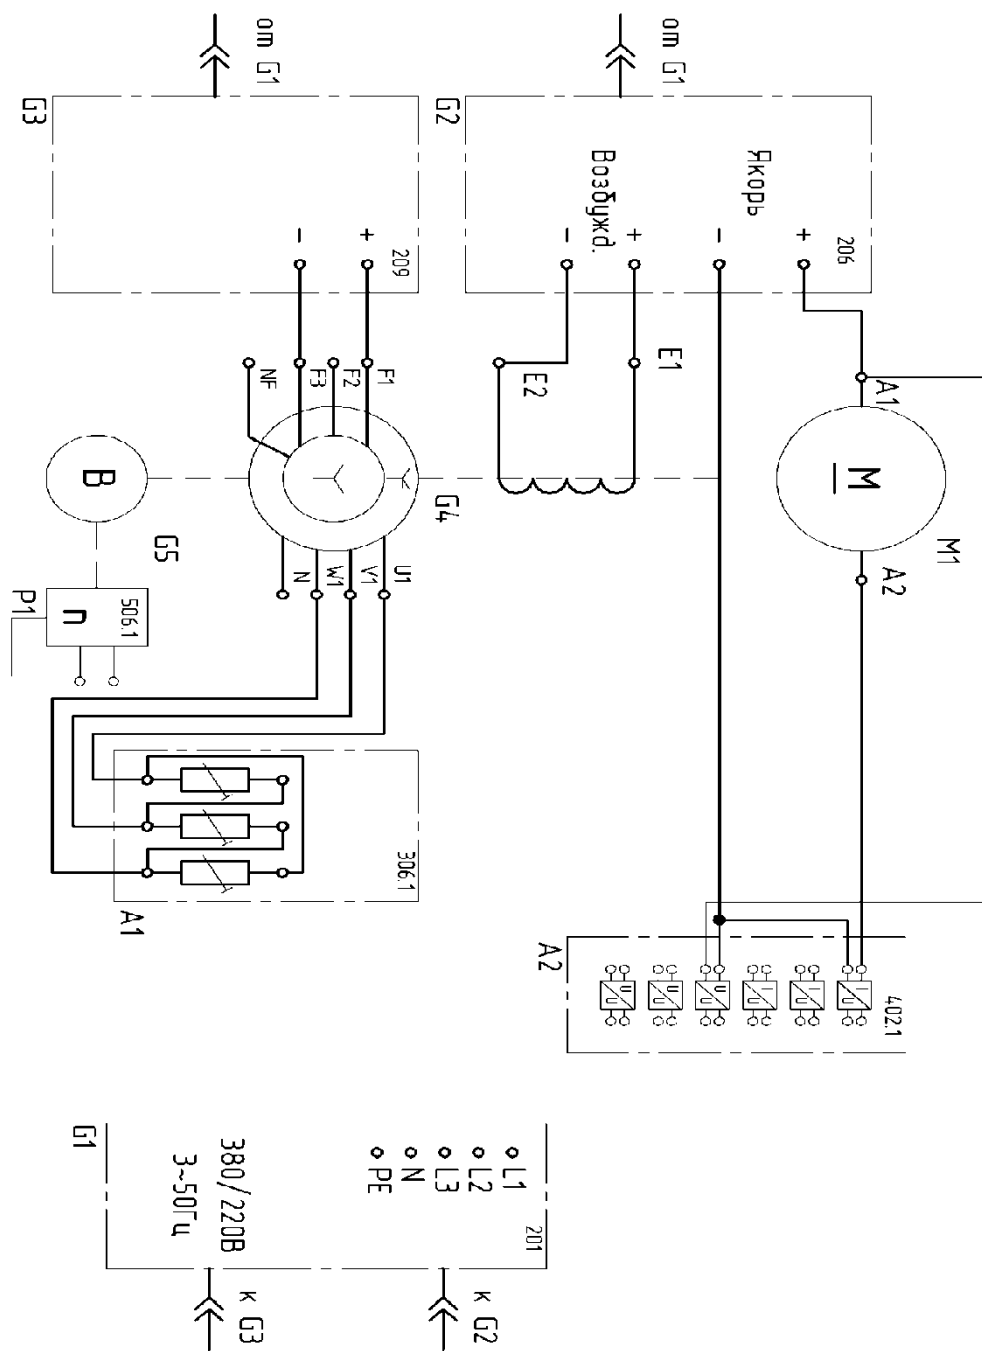 от G1
G3
209
-
+
от G1
G2
206
Возбужд.
Якорь
-
+
-
+
NF
F3
F2
F1
E2
E1
A1
M
M1
A2
B
G5
G4
N
W1
V1
U1
P1
506.1
П
306.1
A1
A2
402.1
U
U
U
U
U
U
I
U
I
U
I
U
G1
380/220В
3~50Гц
L1
L2
L3
N
PE
201
к G3
к G2